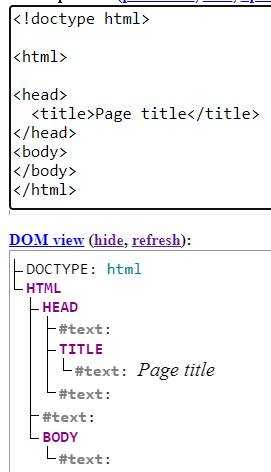 <!doctype html>
<html>
<head>
<title>Page title</title>
</head>
<body>
</body>
</html>
DOM view (hide, refresh):
DOCTYPE: html
HTML
HEAD
#text:
TITLE
#text: Page title
#text:
#text:
BODY
#text: